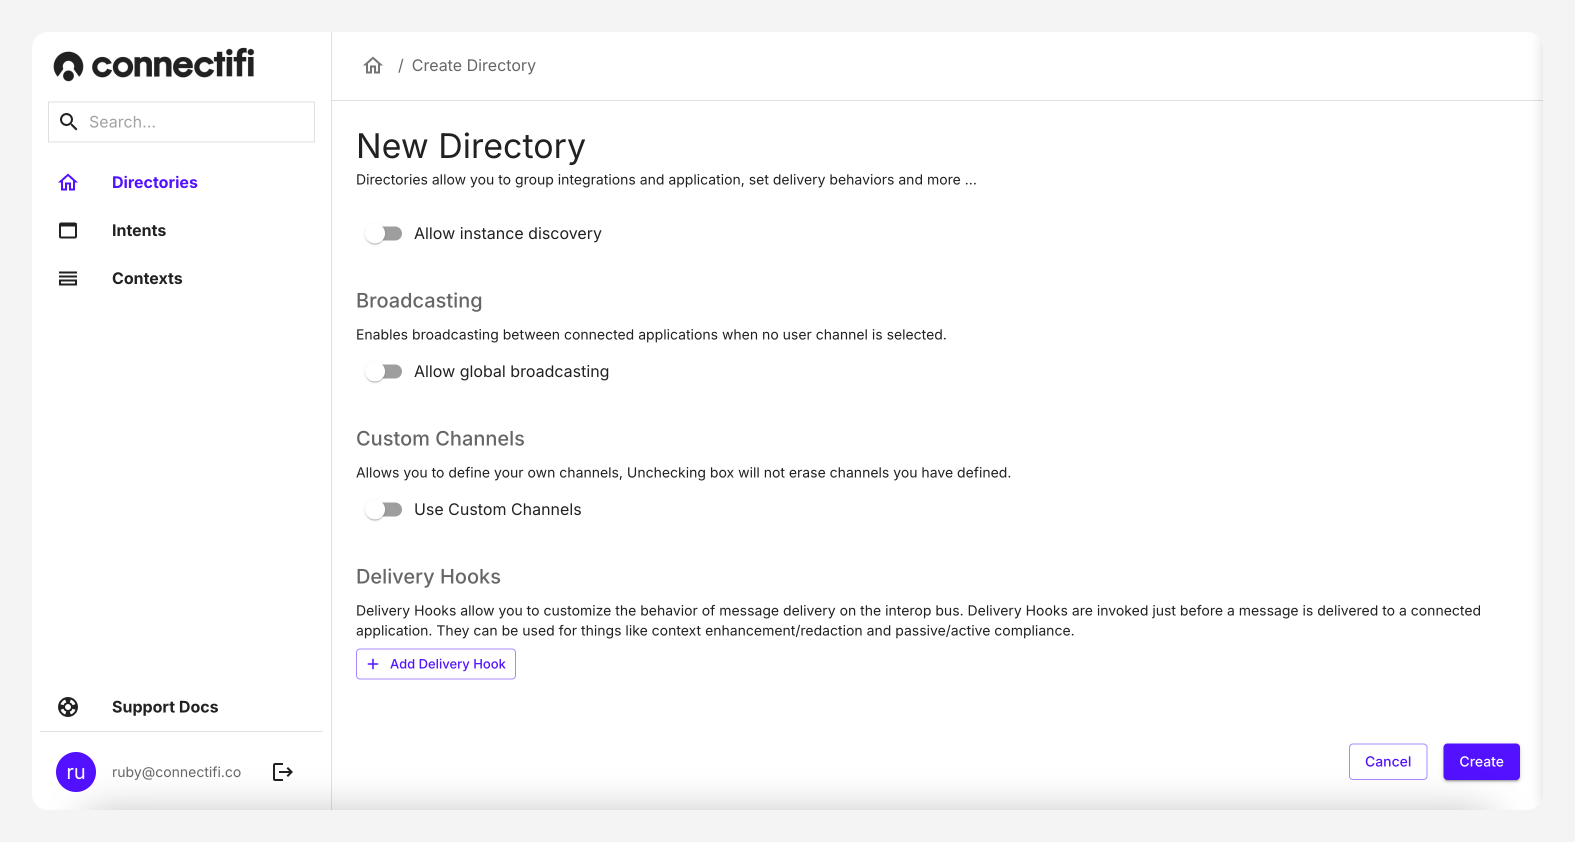 connectifi
Search...
Directories
Intents
Contexts
Support Docs
ru
ruby@connectifi.co
/ Create Directory
New Directory
Directories allow you to group integrations and application, set delivery behaviors and more ...
Allow instance discovery
Broadcasting
Enables broadcasting between connected applications when no user channel is selected.
Allow global broadcasting
Custom Channels
Allows you to define your own channels, Unchecking box will not erase channels you have defined.
Use Custom Channels
Delivery Hooks
Delivery Hooks allow you to customize the behavior of message delivery on the interop bus. Delivery Hooks are invoked just before a message is delivered to a connected
application. They can be used for things like context enhancement/redaction and passive/active compliance.
+ Add Delivery Hook
Cancel
Create